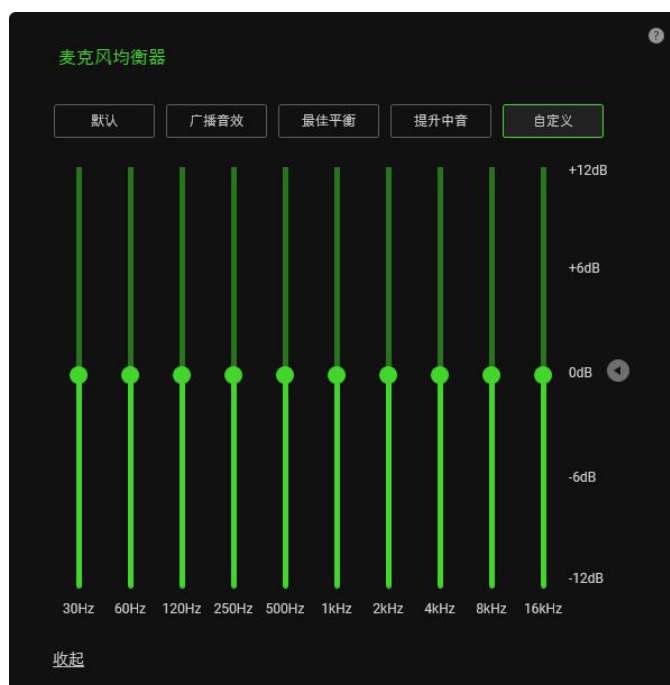 ?
麦克风均衡器
默认 广播音效 最佳平衡 提升中音 自定义
+12dB
+6dB
0dB
-6dB
-12dB
30Hz 60Hz 120Hz 250Hz 500Hz 1kHz 2kHz 4kHz 8kHz 16kHz
收起